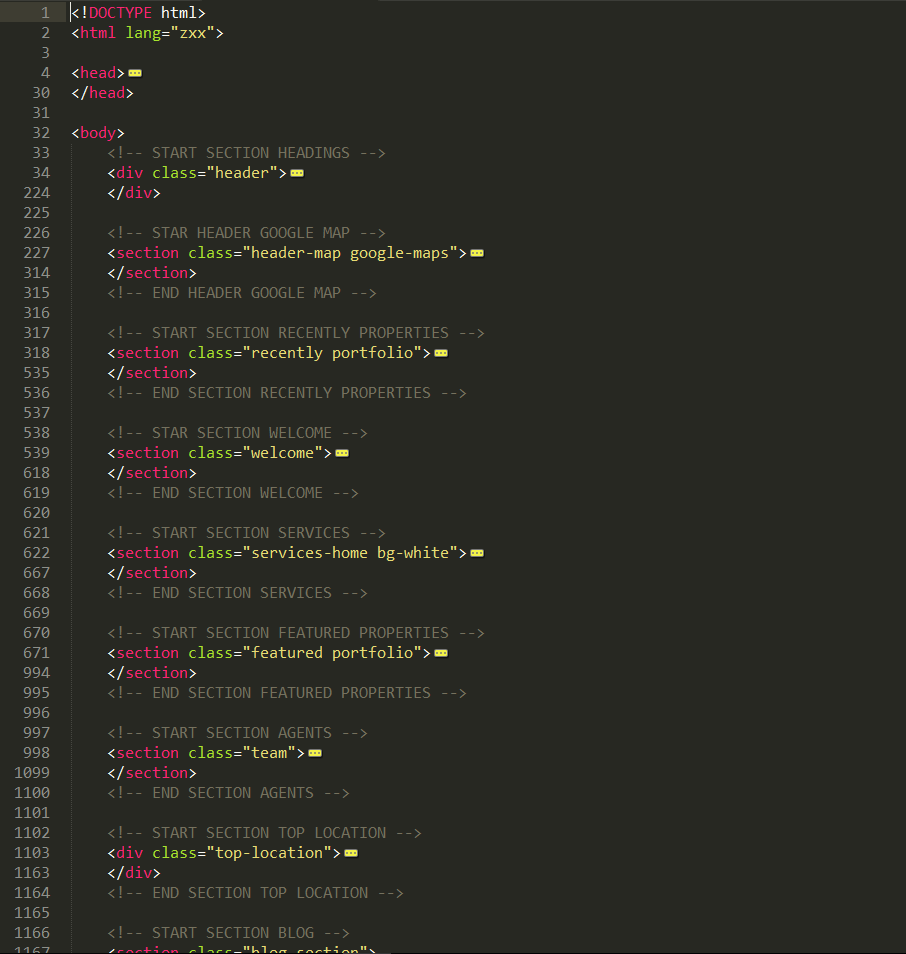 1 <!DOCTYPE html>
2 <html lang="zxx">
3
4 <head>
30 </head>
31
32 <body>
33 <!-- START SECTION HEADINGS -->
34 <div class="header">
224 </div>
225
226 <!-- STAR HEADER GOOGLE MAP -->
227 <section class="header-map google-maps">
314 </section>
315 <!-- END HEADER GOOGLE MAP -->
316
317 <!-- START SECTION RECENTLY PROPERTIES -->
318 <section class="recently portfolio">
535 </section>
536 <!-- END SECTION RECENTLY PROPERTIES -->
537
538 <!-- STAR SECTION WELCOME -->
539 <section class="welcome">
618 </section>
619 <!-- END SECTION WELCOME -->
620
621 <!-- START SECTION SERVICES -->
622 <section class="services-home bg-white">
667 </section>
668 <!-- END SECTION SERVICES -->
669
670 <!-- START SECTION FEATURED PROPERTIES -->
671 <section class="featured portfolio">
994 </section>
995 <!-- END SECTION FEATURED PROPERTIES -->
996
997 <!-- START SECTION AGENTS -->
998 <section class="team">
1099 </section>
1100 <!-- END SECTION AGENTS -->
1101
1102 <!-- START SECTION TOP LOCATION -->
1103 <div class="top-location">
1163 </div>
1164 <!-- END SECTION TOP LOCATION -->
1165
1166 <!-- START SECTION BLOG -->
1167 <section class="blog-section">